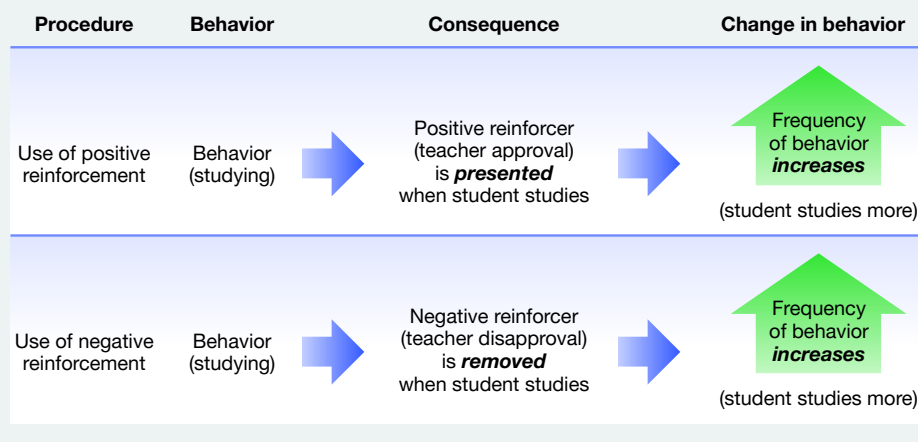 Procedure Behavior Consequence Change in behavior
Use of positive
reinforcement
Behavior
(studying)
Positive reinforcer
(teacher approval)
is presented
when student studies
Frequency
of behavior
increases
(student studies more)
Use of negative
reinforcement
Behavior
(studying)
Negative reinforcer
(teacher disapproval)
is removed
when student studies
Frequency
of behavior
increases
(student studies more)